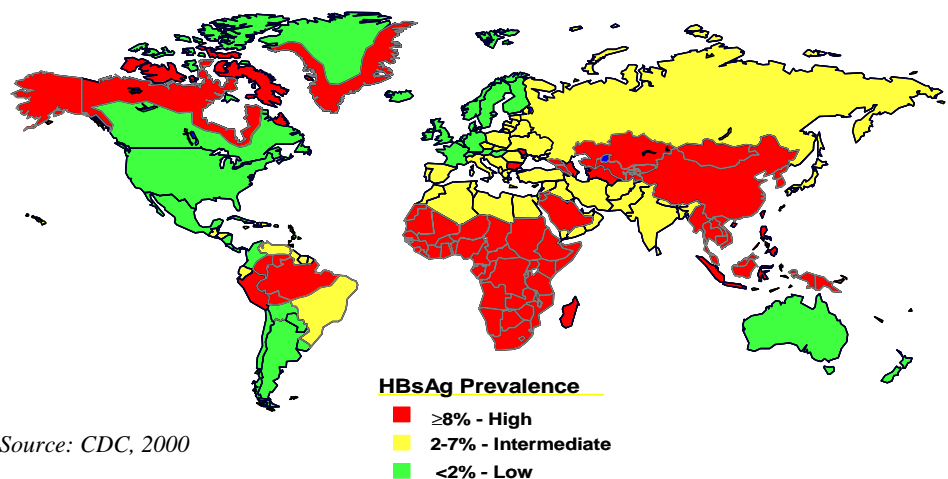 HBsAg Prevalence
≥8% - High
2-7% - Intermediate
<2% - Low
Source: CDC, 2000